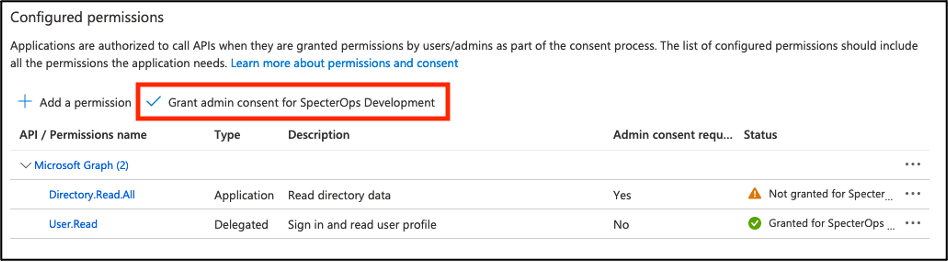 Configured permissions
Applications are authorized to call APIs when they are granted permissions by users/admins as part of the consent process. The list of configured permissions should include
all the permissions the application needs. Learn more about permissions and consent
Add a permission Grant admin consent for SpecterOps Development
API / Permissions name Type Description Admin consent requ... Status
Microsoft Graph (2) ...
Directory.Read.All Application Read directory data Yes Not granted for Specter... ...
User.Read Delegated Sign in and read user profile No Granted for SpecterOps ... ...